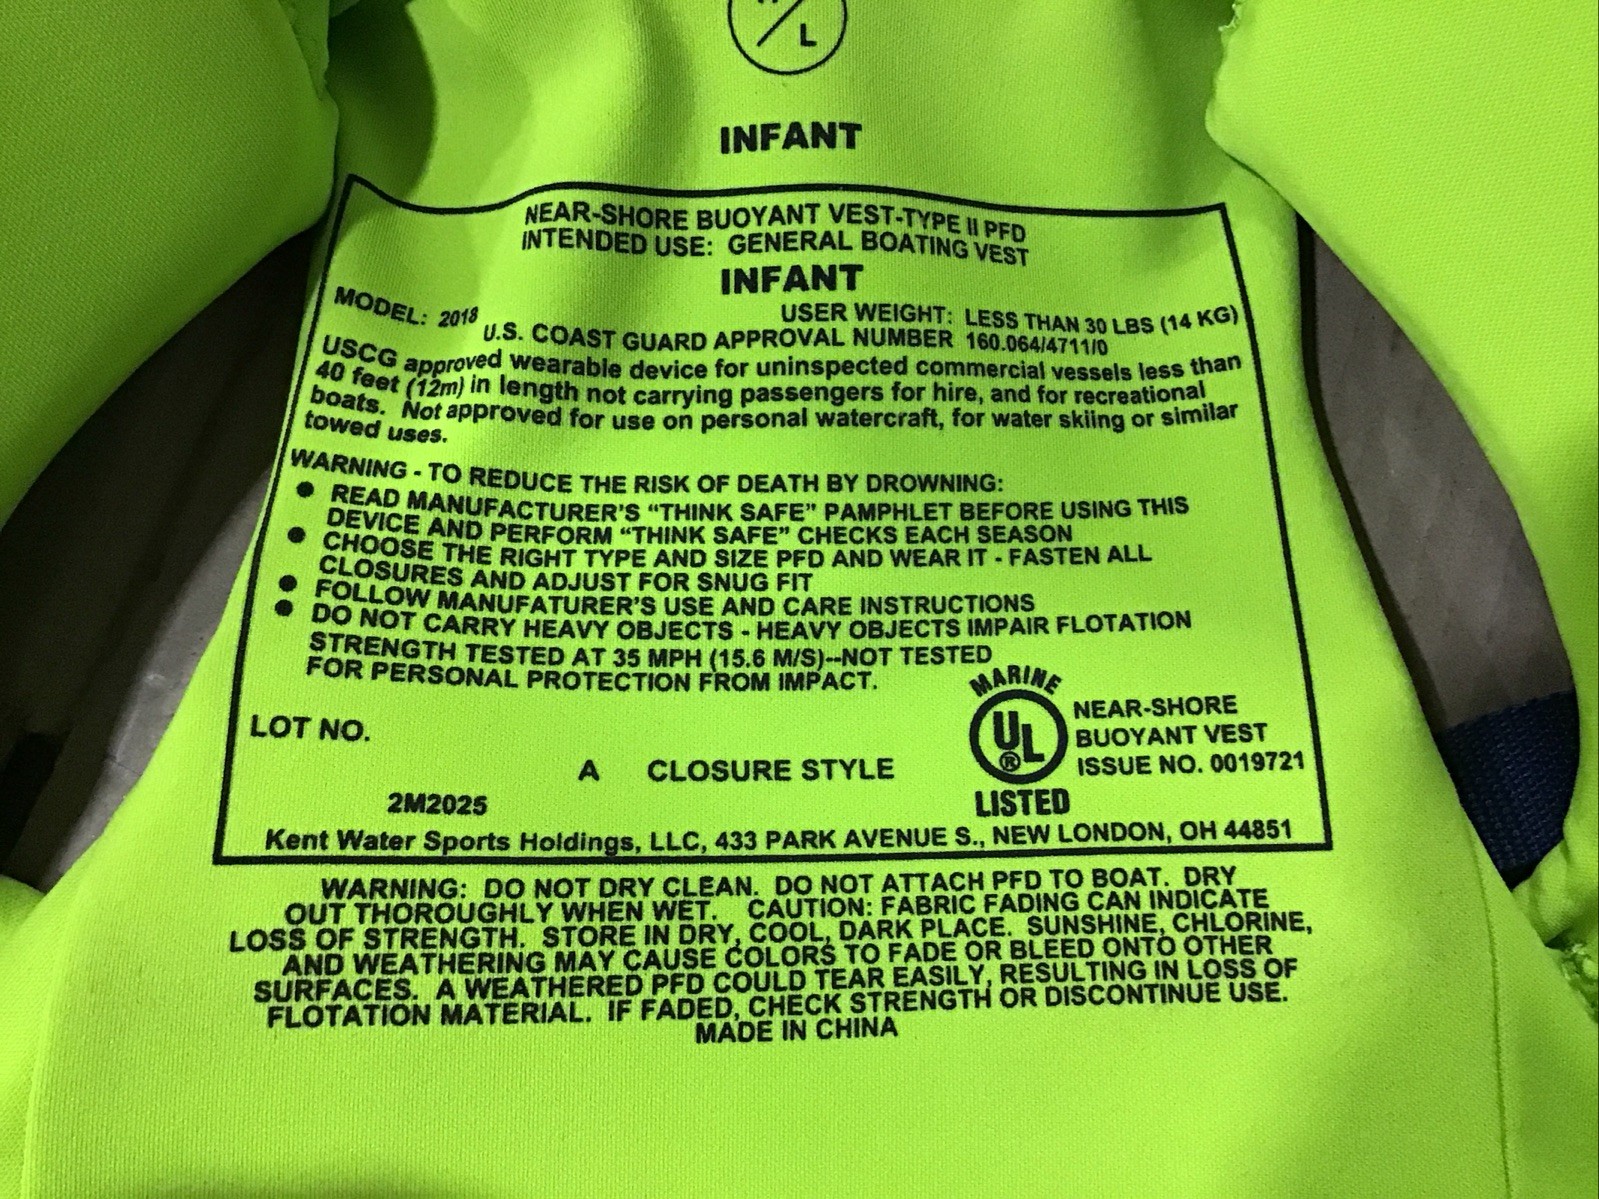 L
INFANT
NEAR-SHORE BUOYANT VEST-TYPE II PFD
INTENDED USE: GENERAL BOATING VEST
INFANT
MODEL: 2018 USER WEIGHT: LESS THAN 30 LBS (14 KG)
U.S. COAST GUARD APPROVAL NUMBER 160.064/4711/0
USCG approved wearable device for uninspected commercial vessels less than
40 feet (12m) in length not carrying passengers for hire, and for recreational
boats. Not approved for use on personal watercraft, for water skiing or similar
towed uses.
WARNING - TO REDUCE THE RISK OF DEATH BY DROWNING:
● READ MANUFACTURER'S “THINK SAFE” PAMPHLET BEFORE USING THIS
DEVICE AND PERFORM “THINK SAFE” CHECKS EACH SEASON
● CHOOSE THE RIGHT TYPE AND SIZE PFD AND WEAR IT - FASTEN ALL
CLOSURES AND ADJUST FOR SNUG FIT
● FOLLOW MANUFATURER'S USE AND CARE INSTRUCTIONS
● DO NOT CARRY HEAVY OBJECTS - HEAVY OBJECTS IMPAIR FLOTATION
STRENGTH TESTED AT 35 MPH (15.6 M/S)--NOT TESTED
FOR PERSONAL PROTECTION FROM IMPACT.
MARINE
UL
®
LISTED
NEAR-SHORE
BUOYANT VEST
ISSUE NO. 0019721
LOT NO.
A CLOSURE STYLE
2M2025
Kent Water Sports Holdings, LLC, 433 PARK AVENUE S., NEW LONDON, OH 44851
WARNING: DO NOT DRY CLEAN. DO NOT ATTACH PFD TO BOAT. DRY
OUT THOROUGHLY WHEN WET. CAUTION: FABRIC FADING CAN INDICATE
LOSS OF STRENGTH. STORE IN DRY, COOL, DARK PLACE. SUNSHINE, CHLORINE,
AND WEATHERING MAY CAUSE COLORS TO FADE OR BLEED ONTO OTHER
SURFACES. A WEATHERED PFD COULD TEAR EASILY, RESULTING IN LOSS OF
FLOTATION MATERIAL. IF FADED, CHECK STRENGTH OR DISCONTINUE USE.
MADE IN CHINA